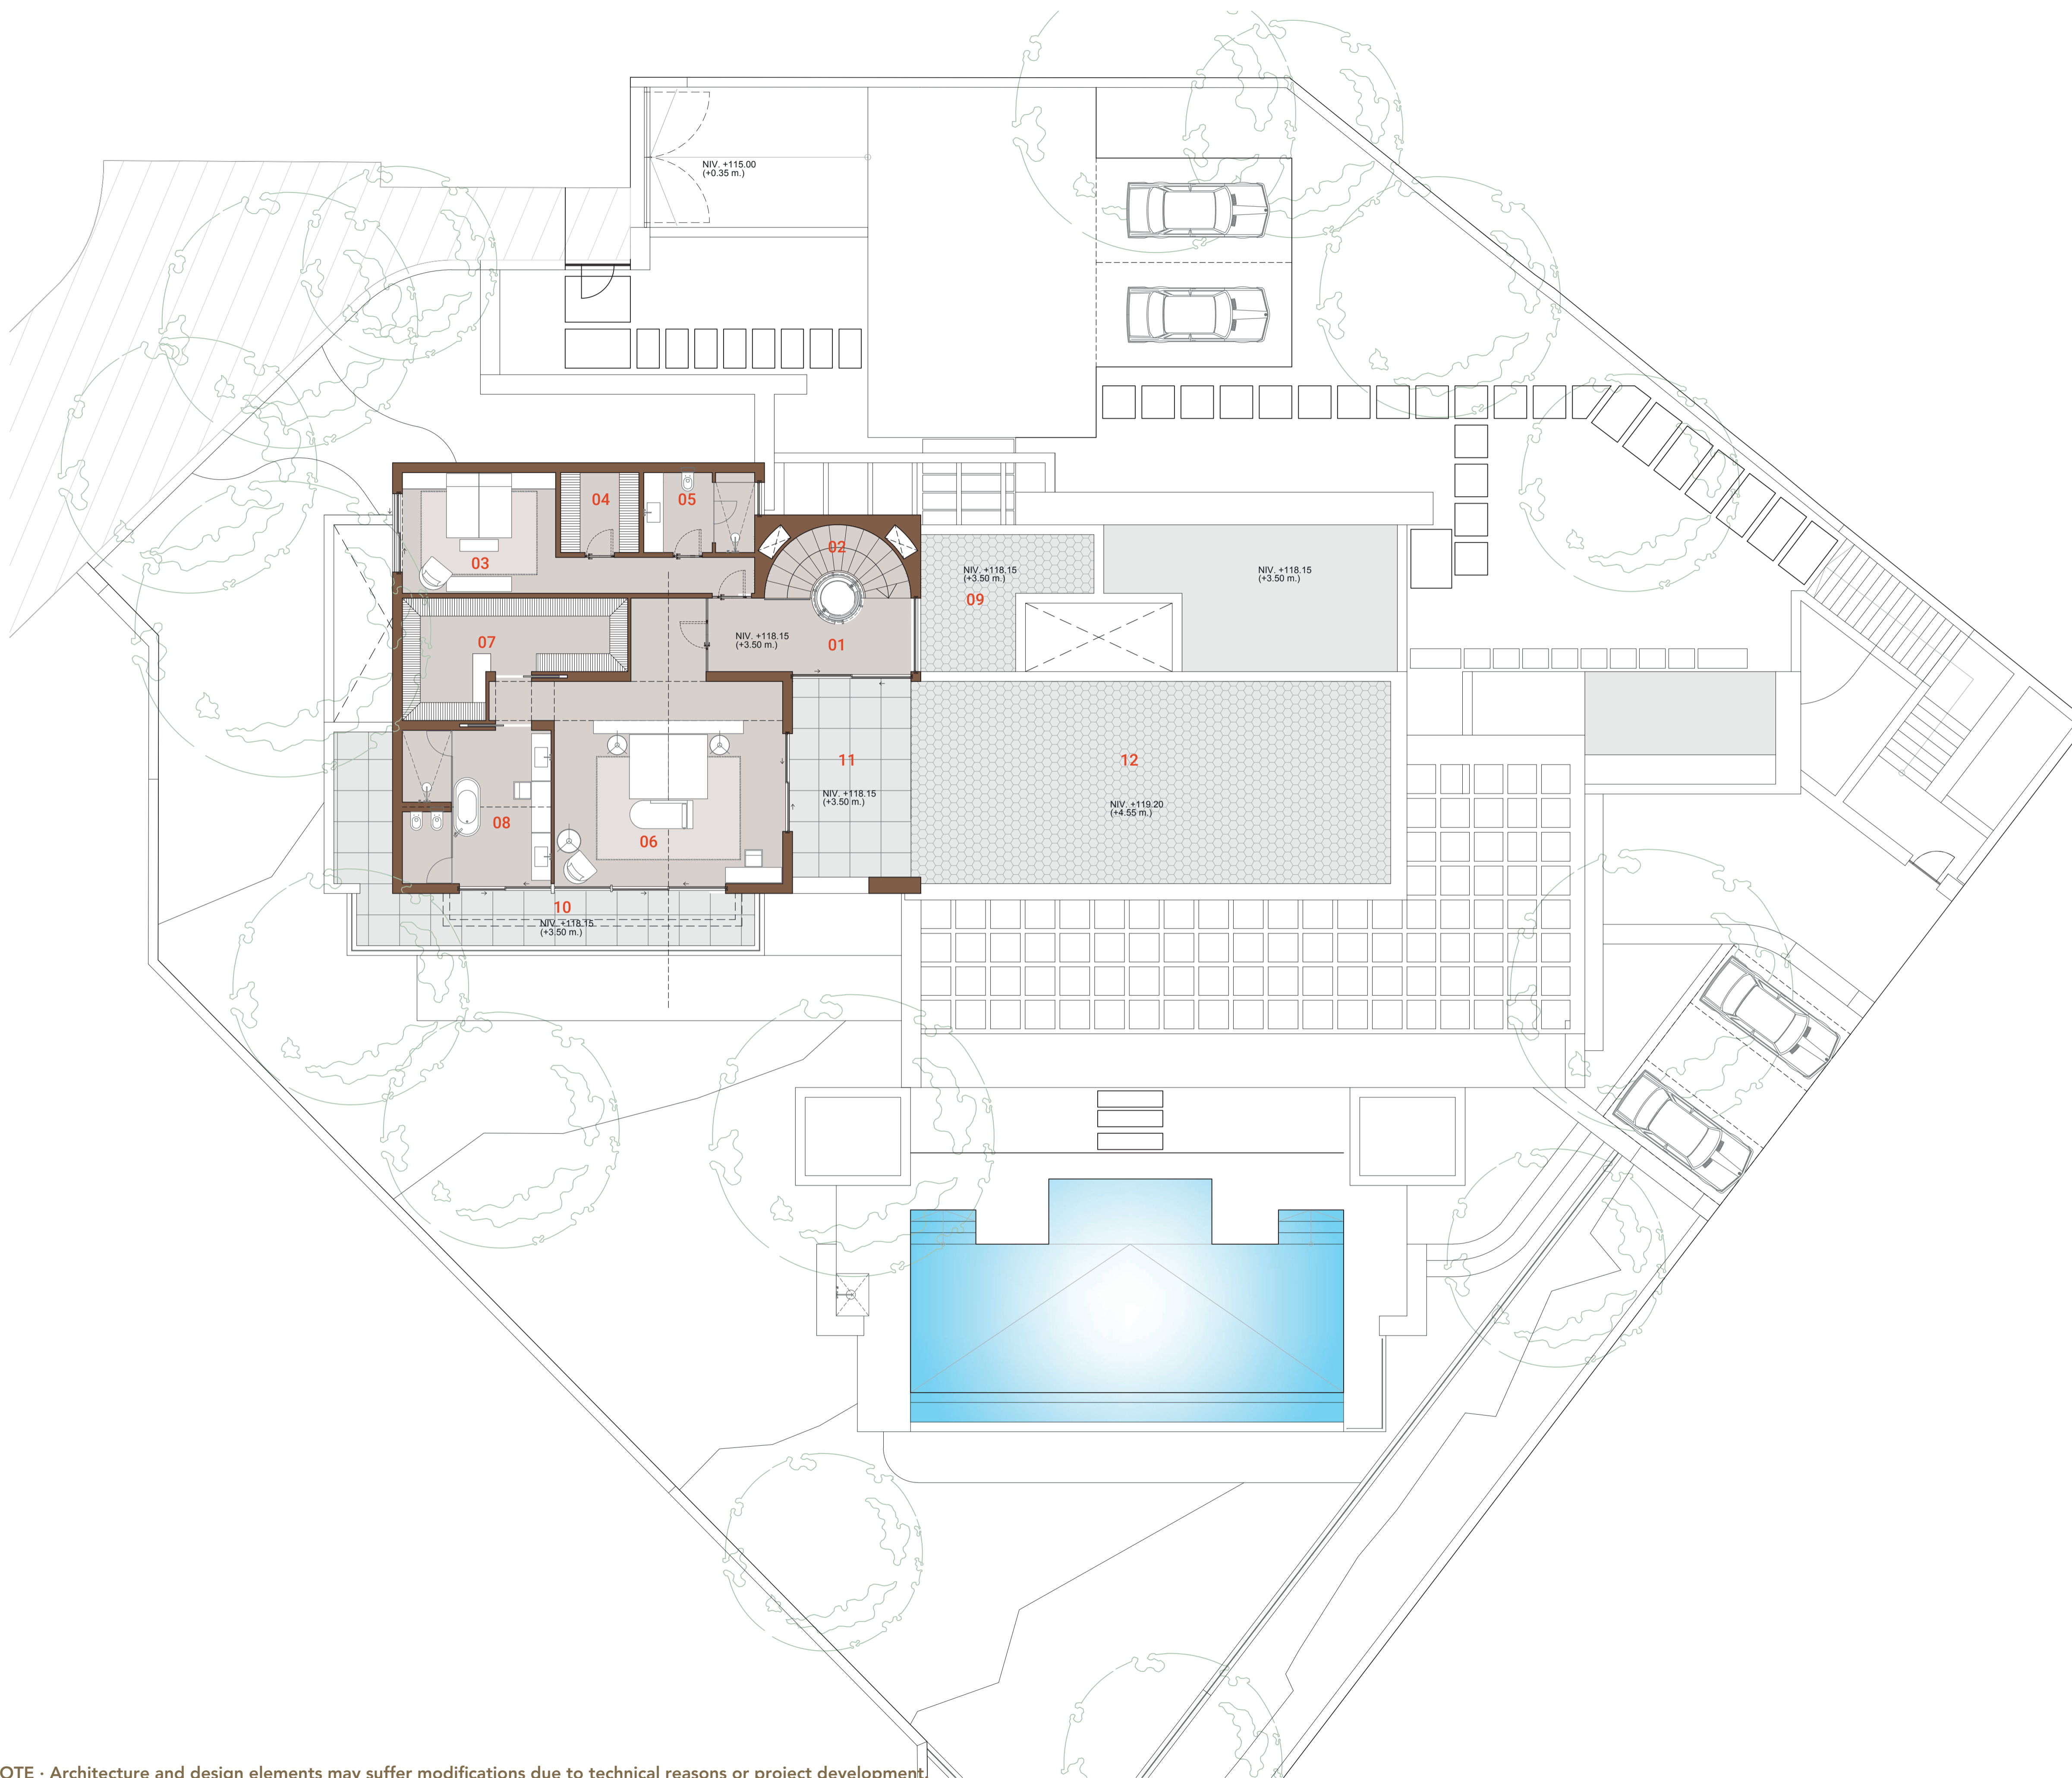 NIV. +115.00
(+0.35 m.)
04
05
02
03
NIV. +118.15
(+3.50 m.)
09
NIV. +118.15
(+3.50 m.)
07
NIV. +118.15
(+3.50 m.)
01
11
NIV. +118.15
(+3.50 m.)
12
NIV. +119.20
(+4.55 m.)
08
06
10
NIV. +118.15
(+3.50 m.)
OTE · Architecture and design elements may suffer modifications due to technical reasons or project development.